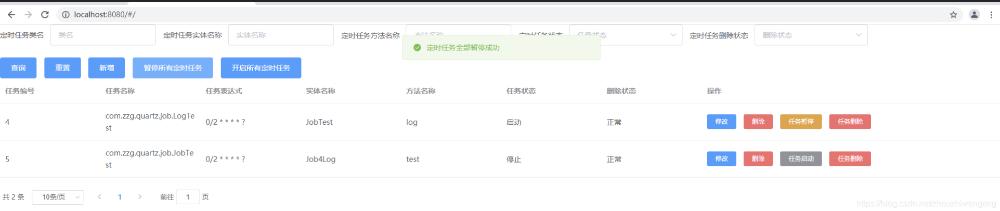 localhost:8080/#/
定时任务类名 类名 定时任务实体名称 实体名称 定时任务方法名称 方法名称 定时任务状态 任务状态 定时任务删除状态 删除状态
定时任务全部暂停成功
查询 重置 新增 暂停所有定时任务 开启所有定时任务
任务编号 任务名称 任务表达式 实体名称 方法名称 任务状态 删除状态 操作
4 com.zzg.quartz.job.LogTe
st 0/2 * * * * ? JobTest log 启动 正常 修改 删除 任务暂停 任务删除
5 com.zzg.quartz.job.JobTe
st 0/2 * * * * ? Job4Log test 停止 正常 修改 删除 任务启动 任务删除
共 2 条 10条/页 1 前往 1 页
https://blog.csdn.net/zhouzhiwengang